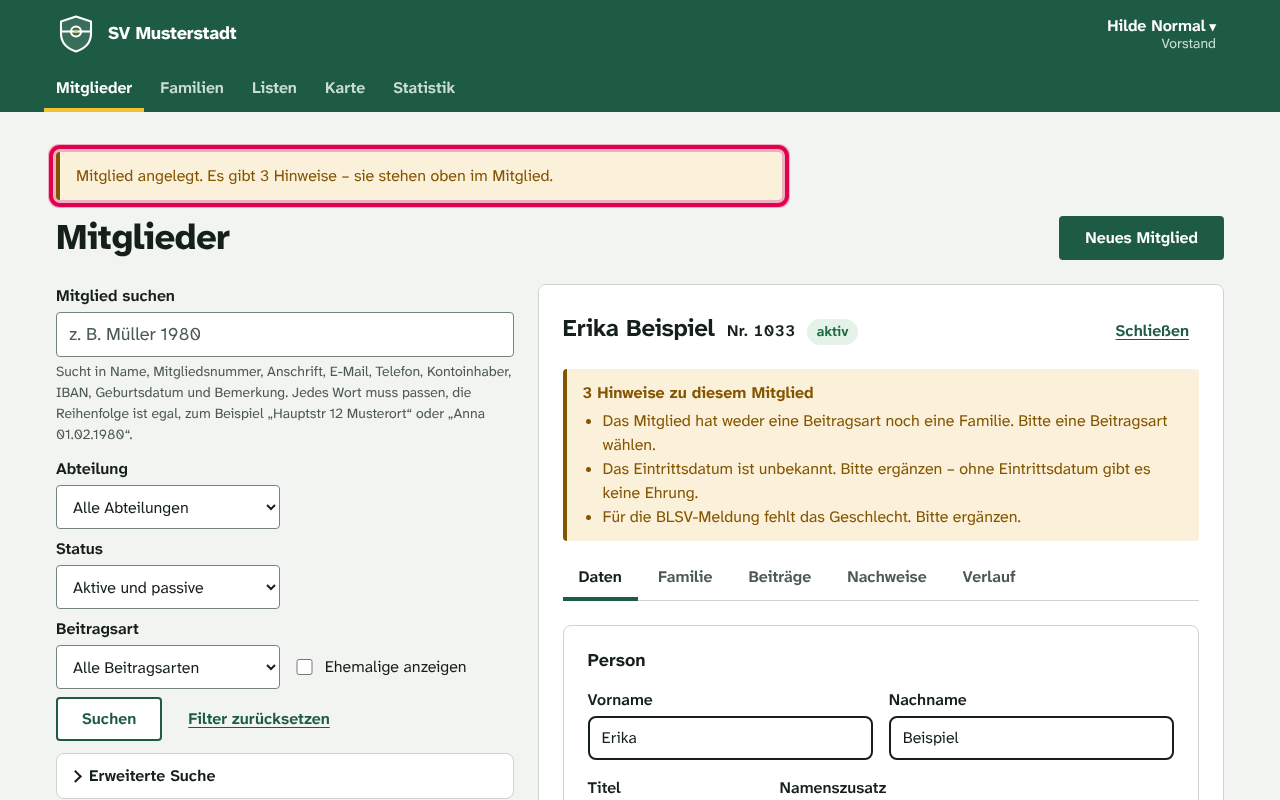 SV Musterstadt
Hilde Normal ▾
Vorstand
Mitglieder Familien Listen Karte Statistik
Mitglied angelegt. Es gibt 3 Hinweise – sie stehen oben im Mitglied.
Mitglieder
Neues Mitglied
Mitglied suchen
z. B. Müller 1980
Sucht in Name, Mitgliedsnummer, Anschrift, E-Mail, Telefon, Kontoinhaber,
IBAN, Geburtsdatum und Bemerkung. Jedes Wort muss passen, die
Reihenfolge ist egal, zum Beispiel „Hauptstr 12 Musterort“ oder „Anna
01.02.1980“.
Abteilung
Alle Abteilungen
Status
Aktive und passive
Beitragsart
Alle Beitragsarten
Ehemalige anzeigen
Suchen
Filter zurücksetzen
Erweiterte Suche
Erika Beispiel Nr. 1033 aktiv
Schließen
3 Hinweise zu diesem Mitglied
• Das Mitglied hat weder eine Beitragsart noch eine Familie. Bitte eine Beitragsart
wählen.
• Das Eintrittsdatum ist unbekannt. Bitte ergänzen – ohne Eintrittsdatum gibt es
keine Ehrung.
• Für die BLSV-Meldung fehlt das Geschlecht. Bitte ergänzen.
Daten Familie Beiträge Nachweise Verlauf
Person
Vorname Nachname
Erika Beispiel
Titel Namenszusatz